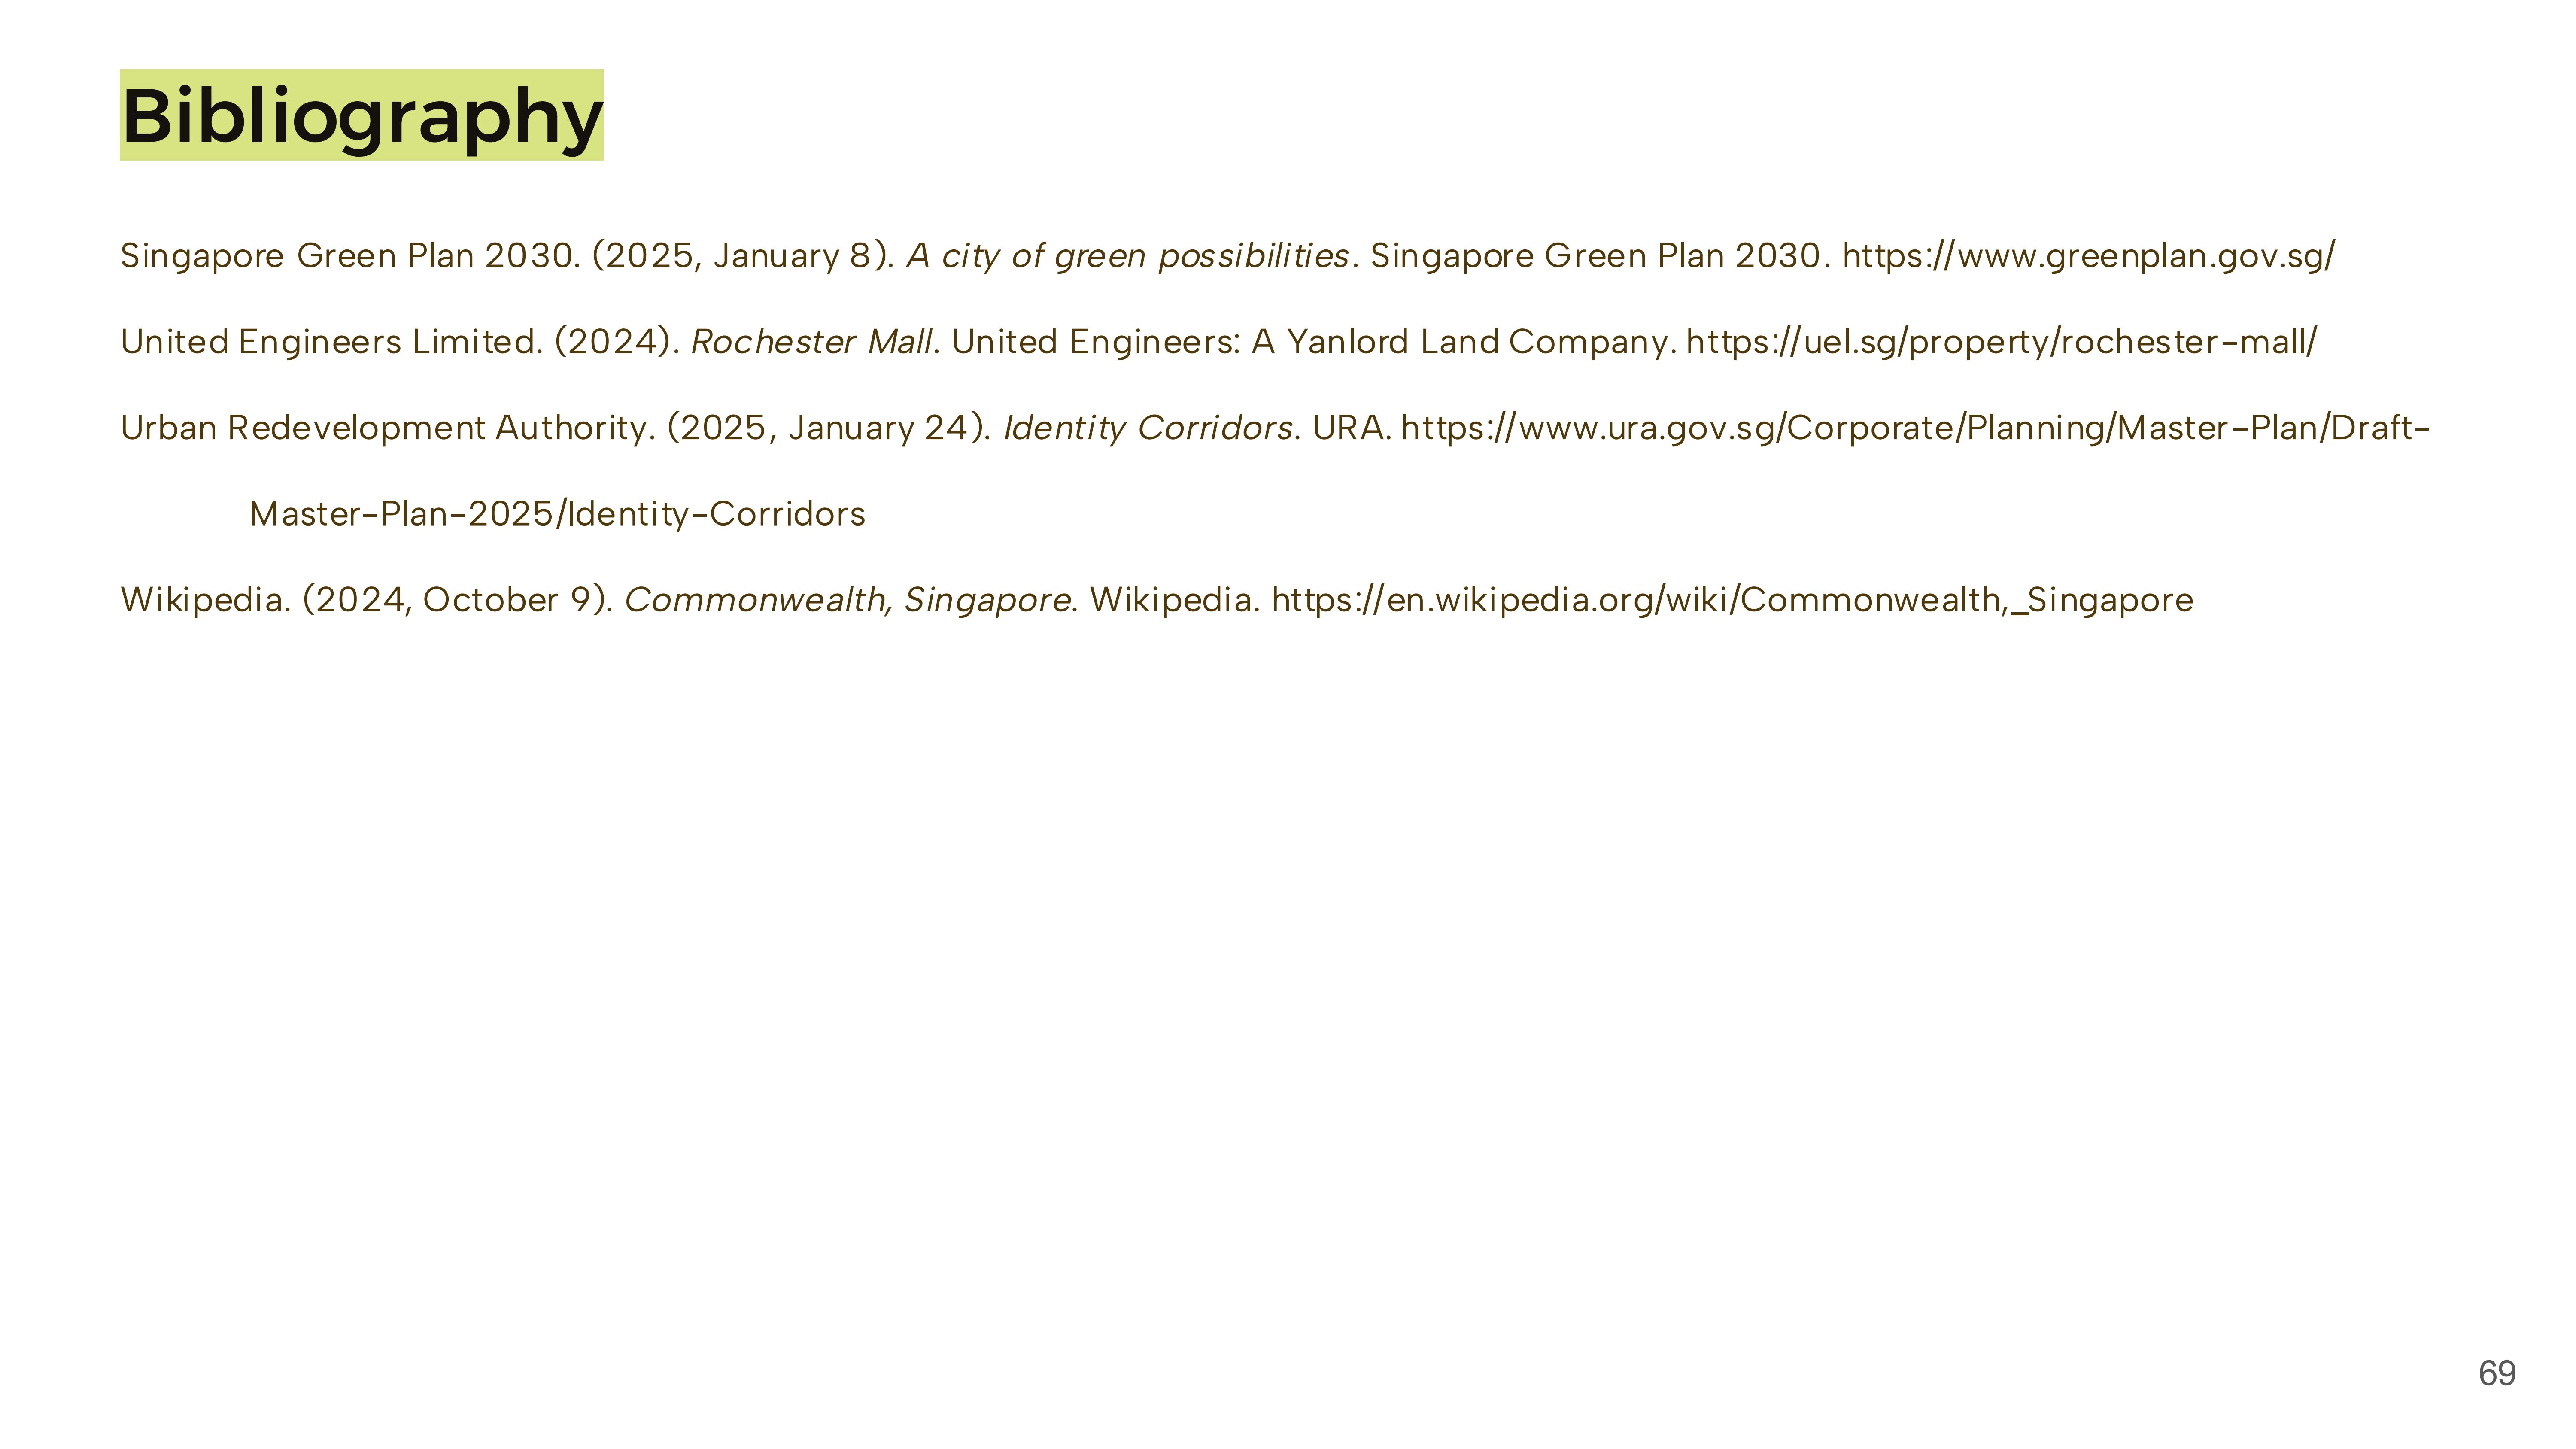 Bibliography
Singapore Green Plan 2030. (2025, January 8). A city of green possibilities. Singapore Green Plan 2030. https://www.greenplan.gov.sg/
United Engineers Limited. (2024). Rochester Mall. United Engineers: A Yanlord Land Company. https://uel.sg/property/rochester-mall/
Urban Redevelopment Authority. (2025, January 24). Identity Corridors. URA. https://www.ura.gov.sg/Corporate/Planning/Master-Plan/Draft-
Master-Plan-2025/Identity-Corridors
Wikipedia. (2024, October 9). Commonwealth, Singapore. Wikipedia. https://en.wikipedia.org/wiki/Commonwealth,_Singapore
69